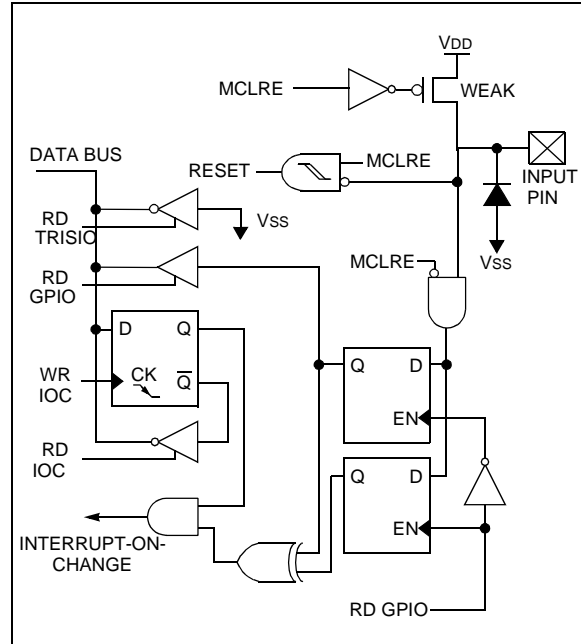 VDD
MCLRE
WEAK
DATA BUS
RESET
MCLRE
INPUT
PIN
RD
TRISIO
VSS
VSS
RD
GPIO
MCLRE
D
Q
Q
D
WR
IOC
CK
Q
EN
RD
IOC
Q
D
EN
INTERRUPT-ON-
CHANGE
RD GPIO